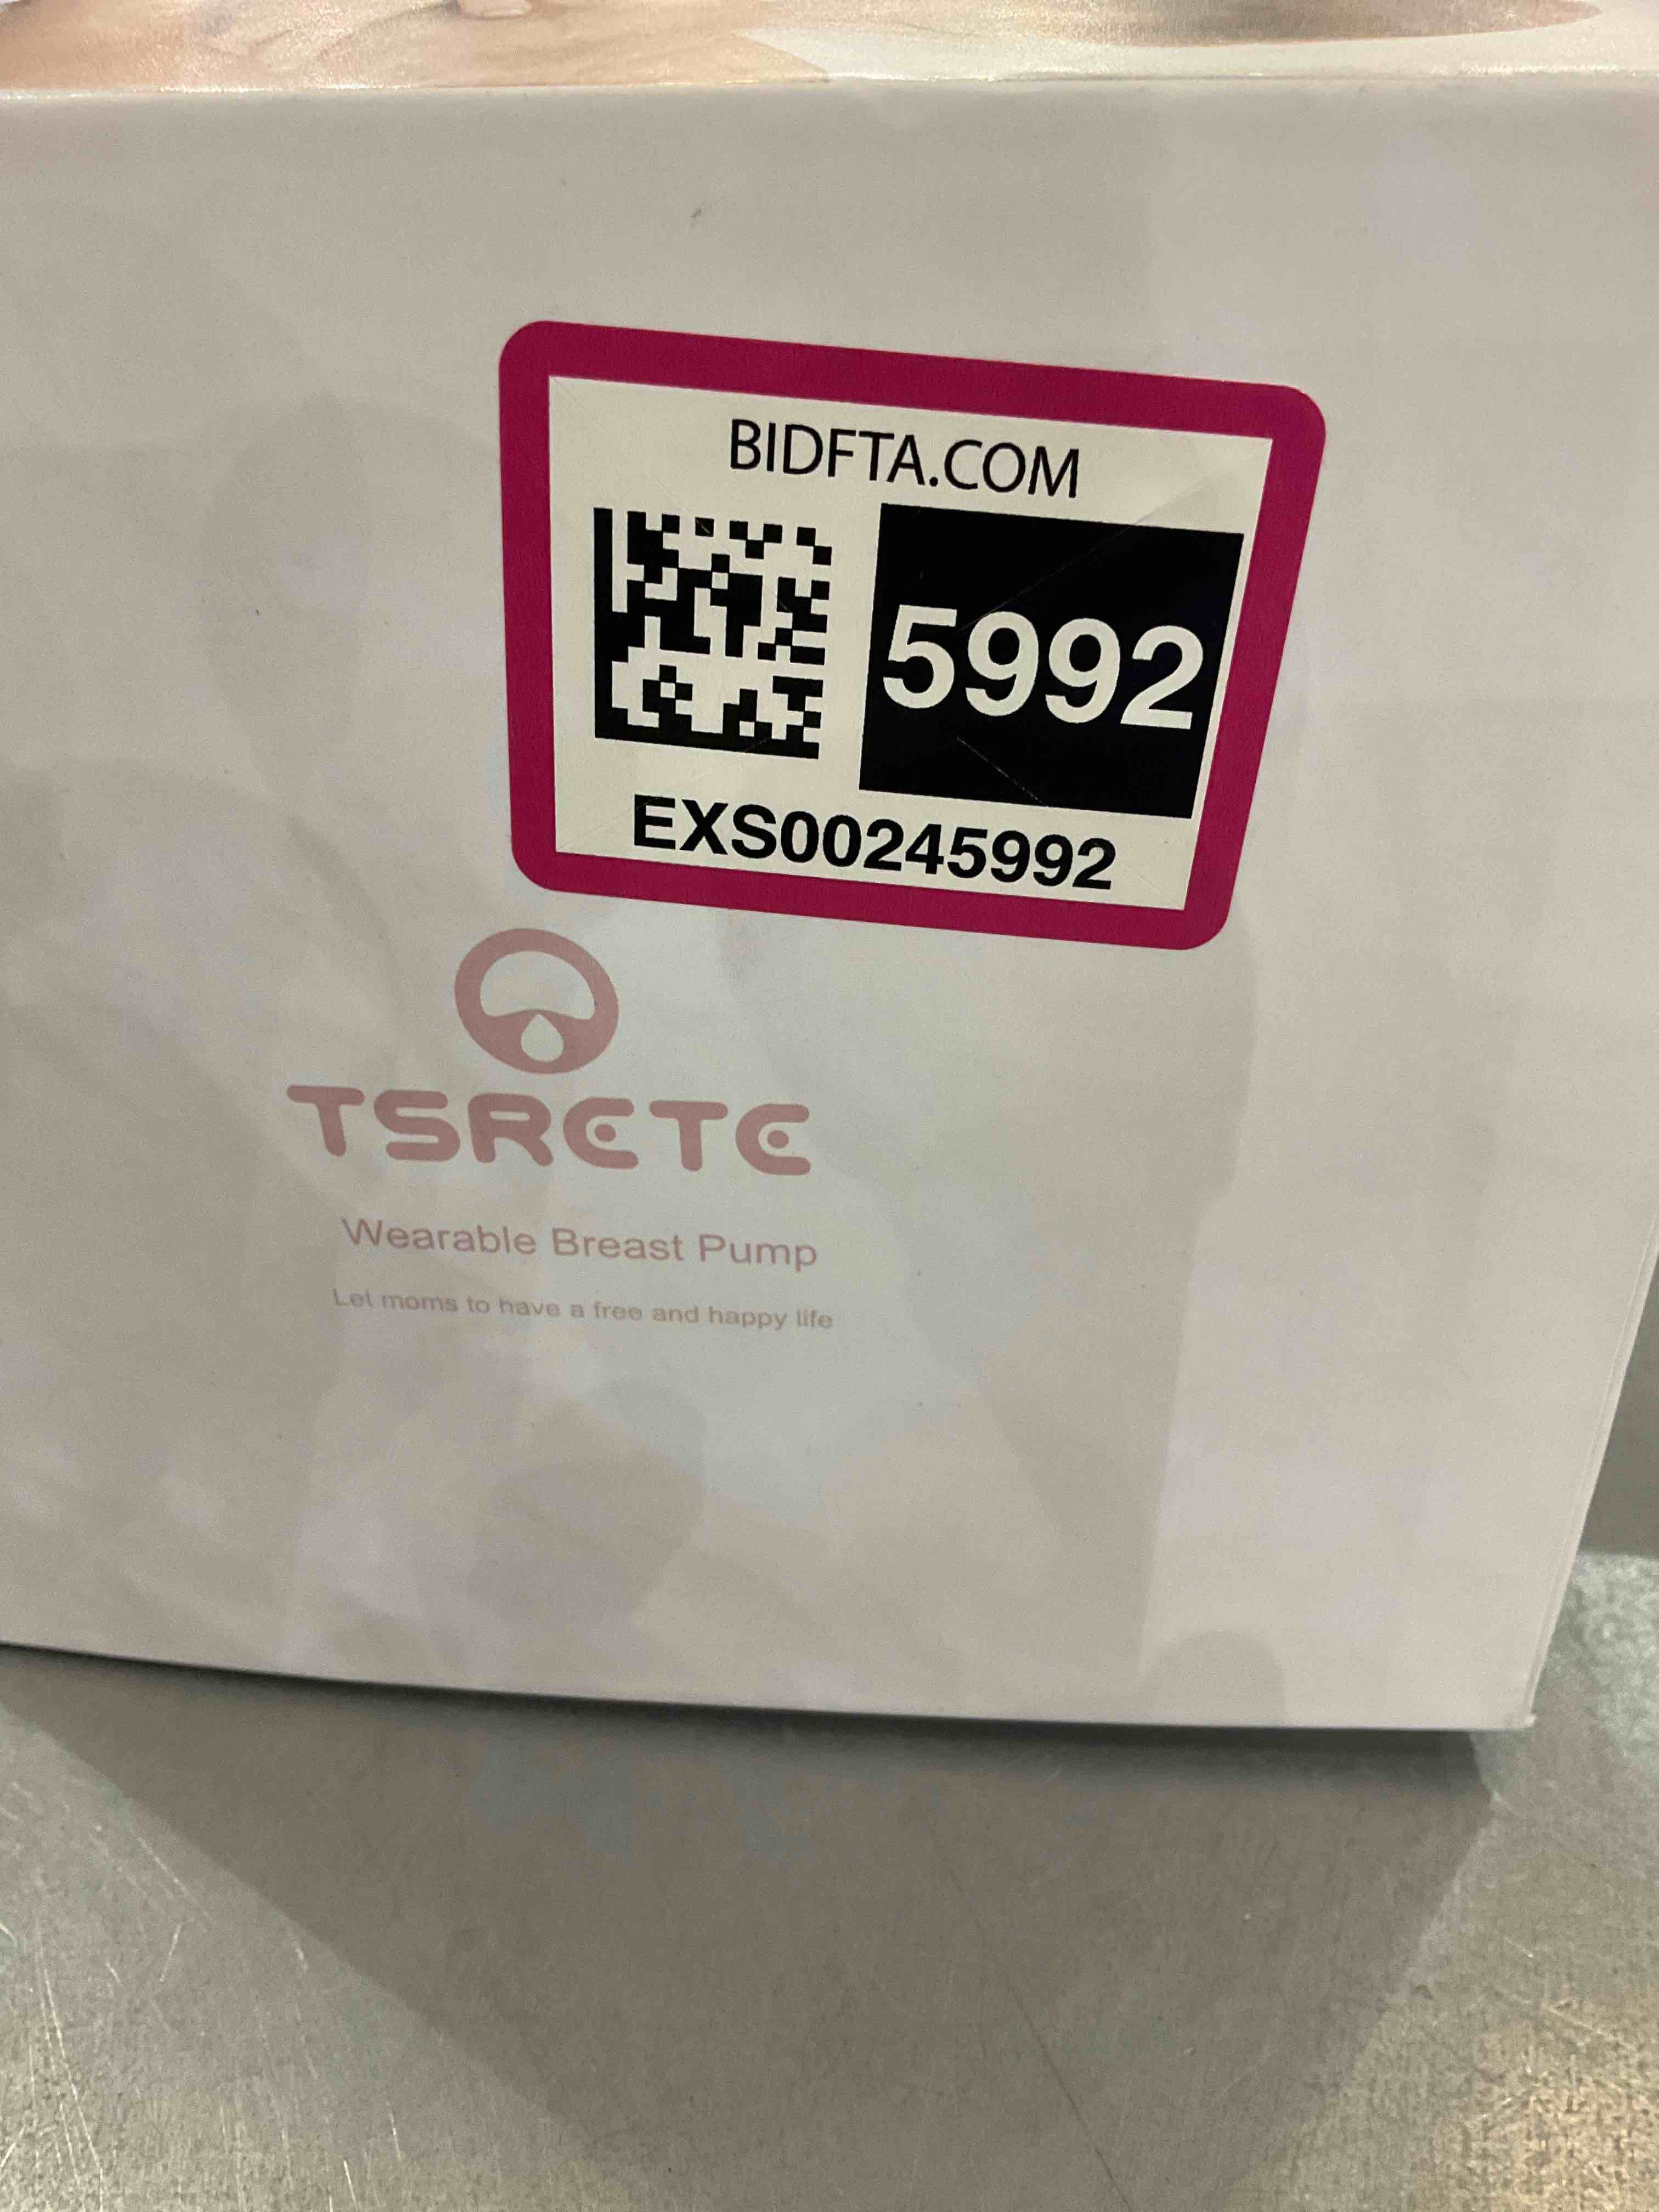 BIDFTA.COM
5992
EXS00245992
TSRETE
Wearable Breast Pump
Let moms to have a free and happy life